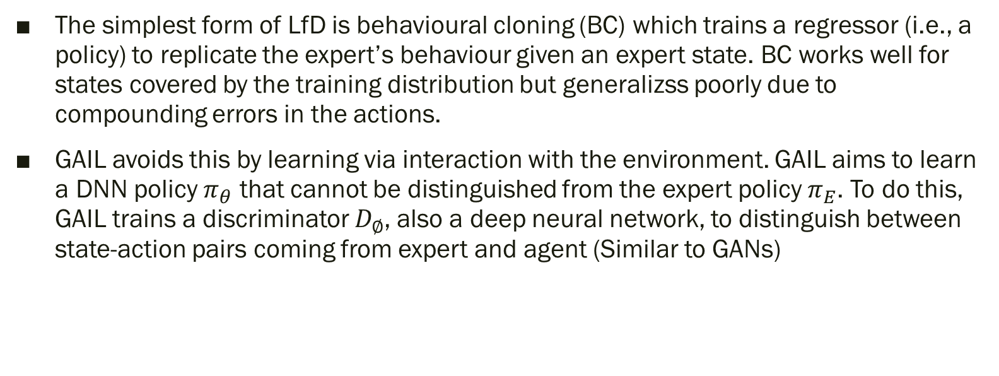 ■ The simplest form of LfD is behavioural cloning (BC) which trains a regressor (i.e., a
policy) to replicate the expert’s behaviour given an expert state. BC works well for
states covered by the training distribution but generalizss poorly due to
compounding errors in the actions.
■ GAIL avoids this by learning via interaction with the environment. GAIL aims to learn
a DNN policy π_θ that cannot be distinguished from the expert policy π_E. To do this,
GAIL trains a discriminator D_∅, also a deep neural network, to distinguish between
state-action pairs coming from expert and agent (Similar to GANs)